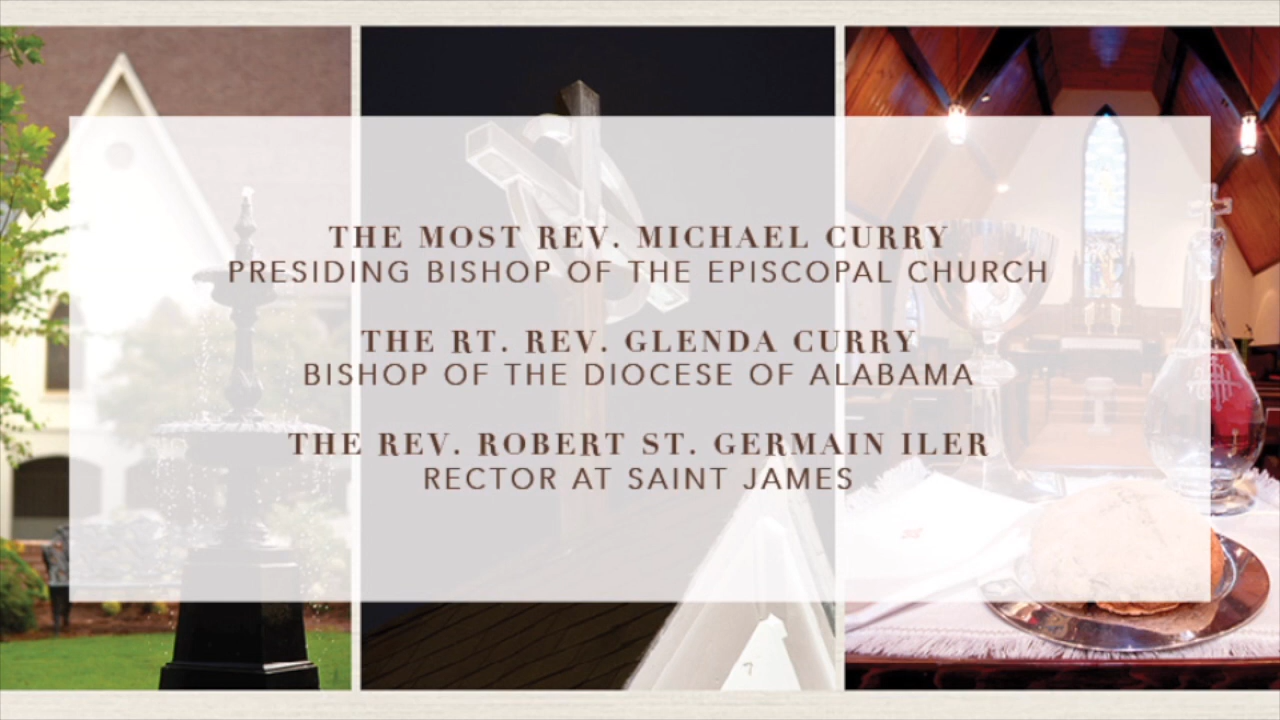 THE MOST REV. MICHAEL CURRY
PRESIDING BISHOP OF THE EPISCOPAL CHURCH
THE RT. REV. GLENDA CURRY
BISHOP OF THE DIOCESE OF ALABAMA
THE REV. ROBERT ST. GERMAIN ILER
RECTOR AT SAINT JAMES